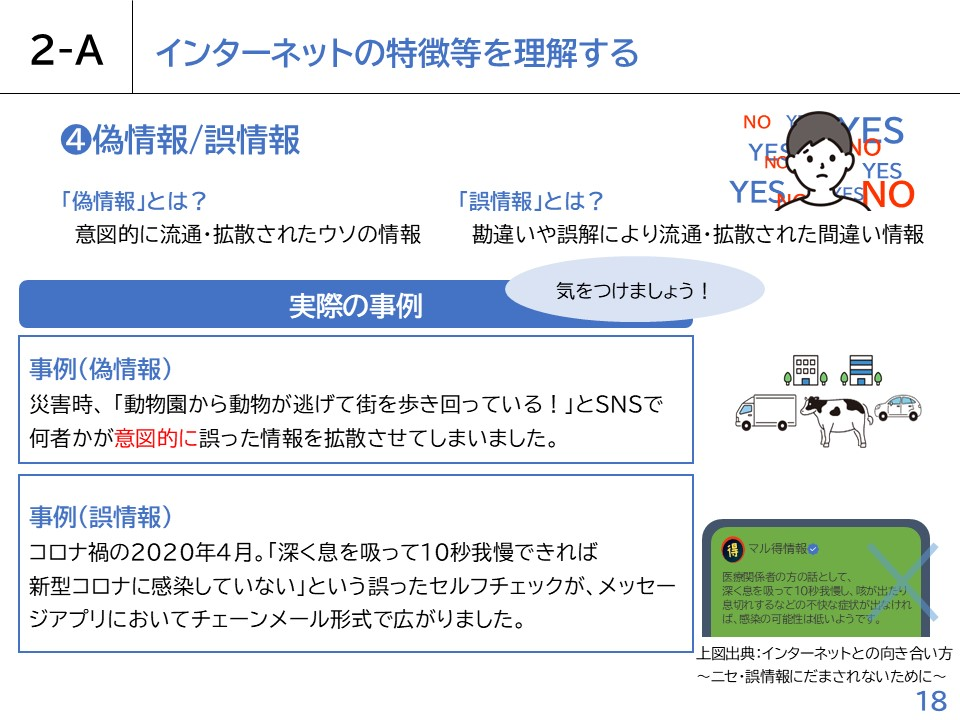 2-A
インターネットの特徴等を理解する
❹偽情報/誤情報
NO
YES
YES
NO
NO
YES
YES
YES
NO
「偽情報」とは？
意図的に流通・拡散されたウソの情報
「誤情報」とは？
勘違いや誤解により流通・拡散された間違い情報
実際の事例
気をつけましょう！
事例（偽情報）
災害時、「動物園から動物が逃げて街を歩き回っている！」とSNSで
何者かが意図的に誤った情報を拡散させてしまいました。
事例（誤情報）
コロナ禍の2020年4月。「深く息を吸って10秒我慢できれば
新型コロナに感染していない」という誤ったセルフチェックが、メッセー
ジアプリにおいてチェーンメール形式で広がりました。
得 マル得情報
医療関係者の方の話として、
深く息を吸って10秒我慢し、咳が出たり
息切れするなどの不快な症状が出なけれ
ば、感染の可能性は低いようです。
上図出典：インターネットとの向き合い方
～ニセ・誤情報にだまされないために～
18